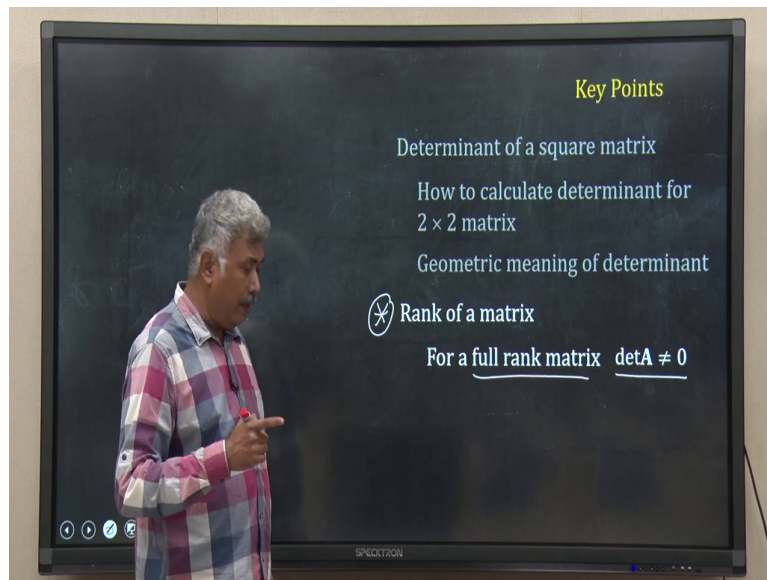 Key Points
Determinant of a square matrix
How to calculate determinant for
2 × 2 matrix
Geometric meaning of determinant
Rank of a matrix
For a full rank matrix detA ≠ 0
SPECKTRON